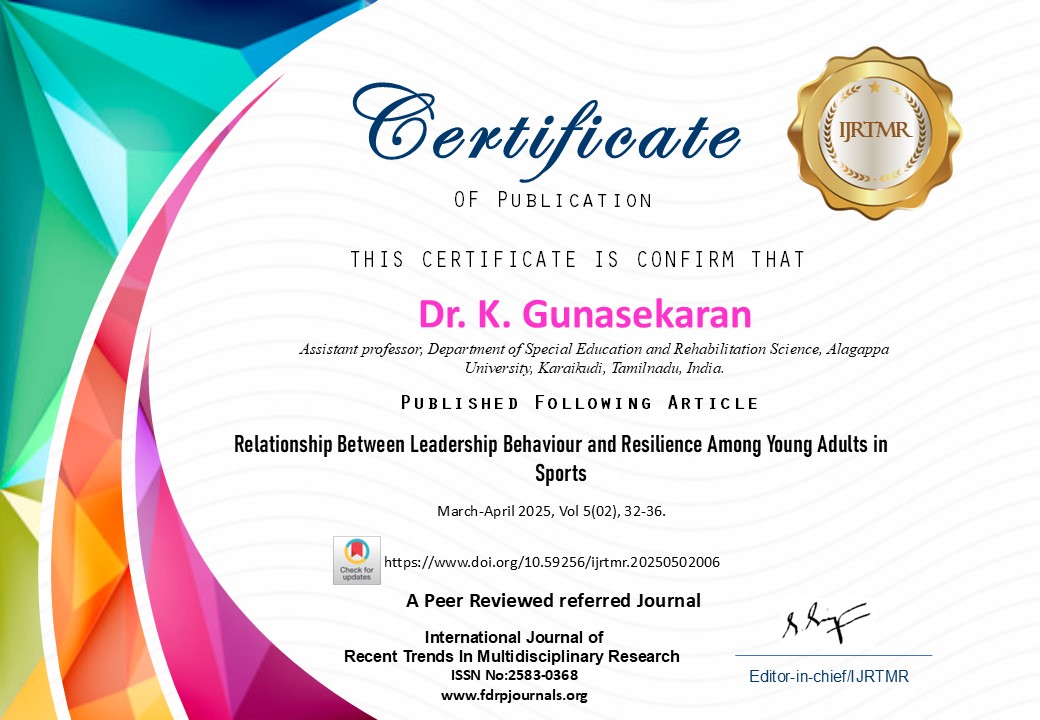 Certificate
OF PUBLICATION
IJRTMR
THIS CERTIFICATE IS CONFIRM THAT
Dr. K. Gunasekaran
Assistant professor, Department of Special Education and Rehabilitation Science, Alagappa
University, Karaikudi, Tamilnadu, India.
PUBLISHED FOLLOWING ARTICLE
Relationship Between Leadership Behaviour and Resilience Among Young Adults in
Sports
March-April 2025, Vol 5(02), 32-36.
Check for
updates
https://www.doi.org/10.59256/ijrtmr.20250502006
A Peer Reviewed referred Journal
International Journal of
Recent Trends In Multidisciplinary Research
ISSN No:2583-0368
www.fdrpjournals.org
Editor-in-chief/IJRTMR